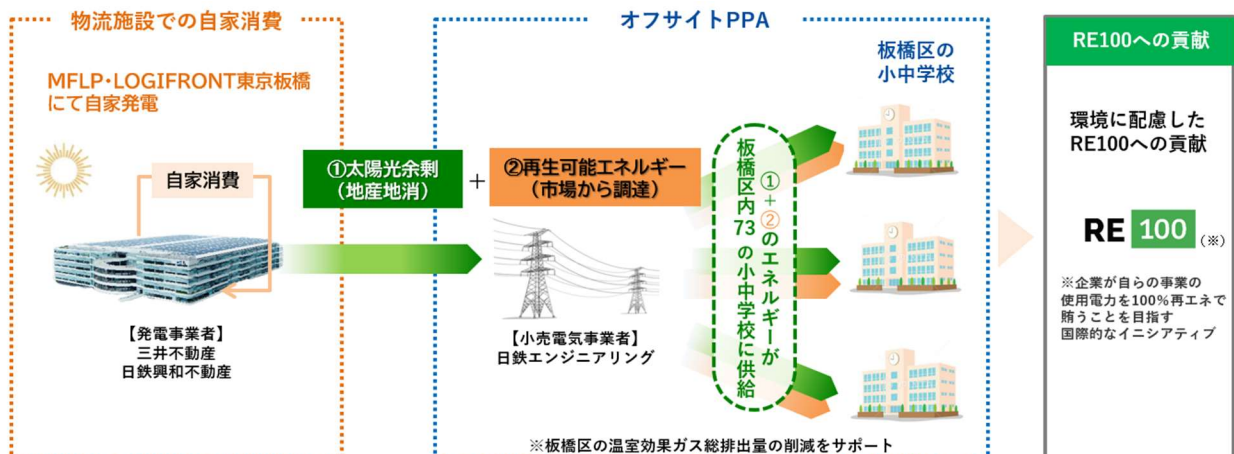 物流施設での自家消費
MFLP・LOGIFRONT東京板橋
にて自家発電
自家消費
【発電事業者】
三井不動産
日鉄興和不動産
オフサイトPPA
①太陽光余剰
（地産地消）
+
②再生可能エネルギー
（市場から調達）
【小売電気事業者】
日鉄エンジニアリング
①+②のエネルギーが
板橋区内73の小中学校に供給
板橋区の
小中学校
※板橋区の温室効果ガス総排出量の削減をサポート
RE100への貢献
環境に配慮した
RE100への貢献
RE 100 (※)
※企業が自らの事業の
使用電力を100％再エネで
賄うことを目指す
国際的なイニシアティブ